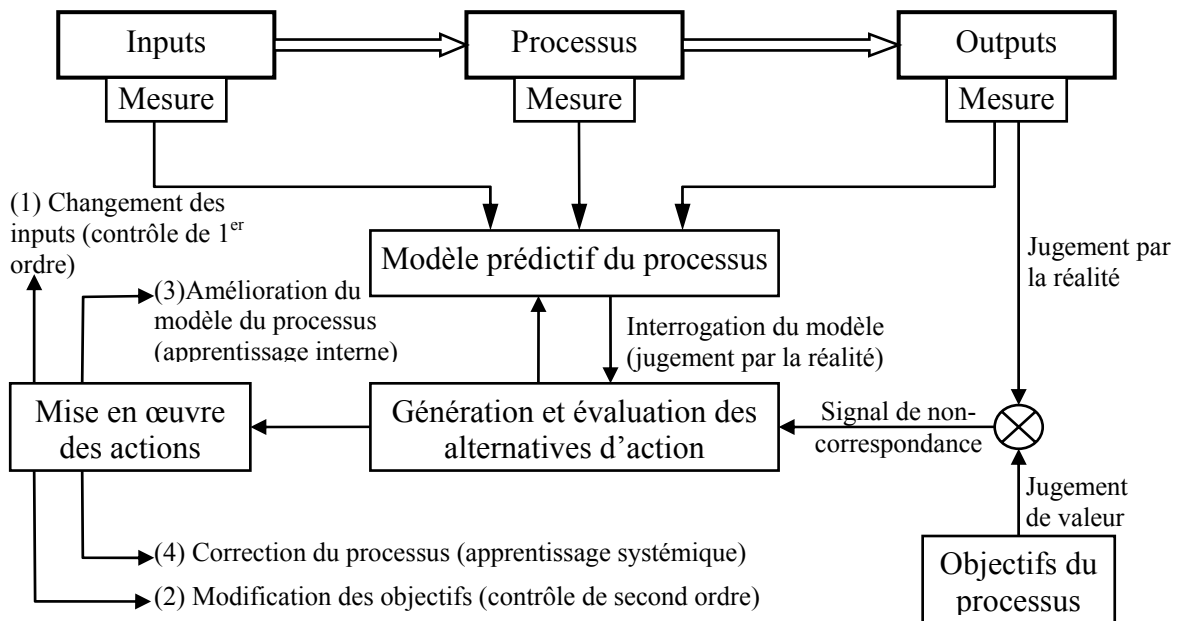 Inputs
Processus
Outputs
Mesure
Mesure
Mesure
(1) Changement des
inputs (contrôle de 1er
ordre)
Modèle prédictif du processus
Jugement par
la réalité
(3)Amélioration du
modèle du processus
(apprentissage interne)
Interrogation du modèle
(jugement par la réalité)
Mise en œuvre
des actions
Génération et évaluation des
alternatives d’action
Signal de non-
correspondance
Jugement
de valeur
(4) Correction du processus (apprentissage systémique)
(2) Modification des objectifs (contrôle de second ordre)
Objectifs du
processus